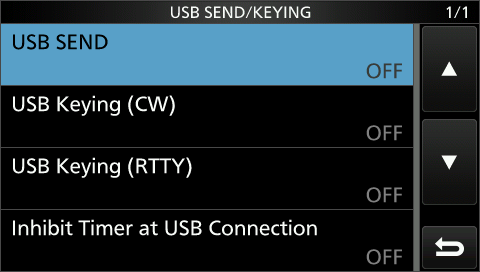 USB SEND/KEYING 1/1
USB SEND
OFF
USB Keying (CW)
OFF
USB Keying (RTTY)
OFF
Inhibit Timer at USB Connection
OFF